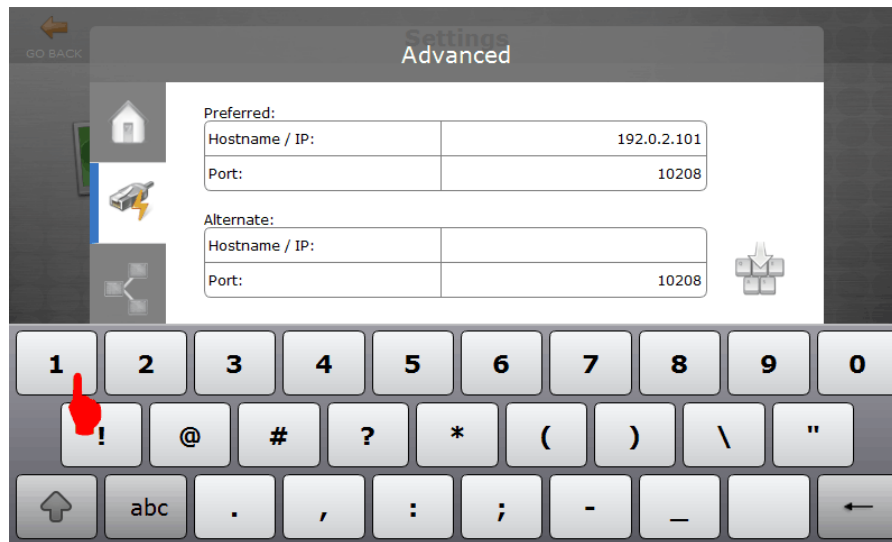 Settings
GO BACK
Advanced
Preferred:
Hostname / IP: 192.0.2.101
Port: 10208
Alternate:
Hostname / IP:
Port: 10208
1 2 3 4 5 6 7 8 9 0
! @ # ? * ( ) \ "
abc . , : ; - _